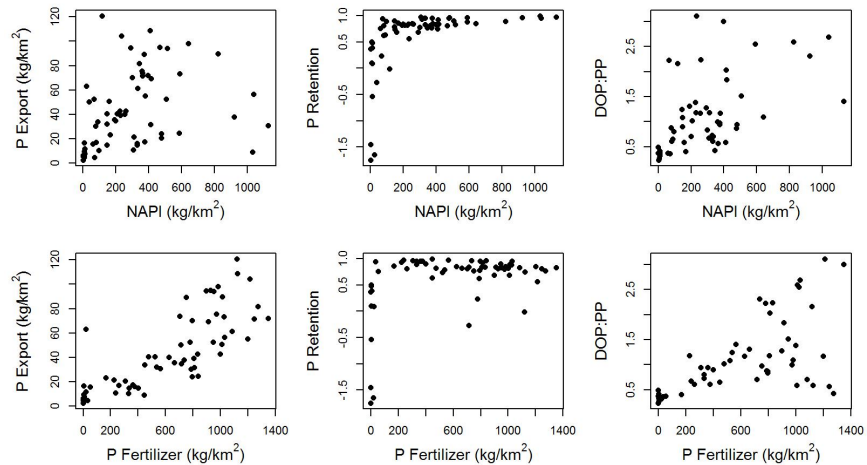 P Export (kg/km²)
0 20 40 60 80 120
0 200 400 600 800 1000
NAPI (kg/km²)
P Retention
-1.5 -0.5 0.5 1.0
0 200 400 600 800 1000
NAPI (kg/km²)
DOP:PP
0.5 1.5 2.5
0 200 400 600 800 1000
NAPI (kg/km²)
P Export (kg/km²)
0 20 40 60 80 120
0 200 600 1000 1400
P Fertilizer (kg/km²)
P Retention
-1.5 -0.5 0.5 1.0
0 200 600 1000 1400
P Fertilizer (kg/km²)
DOP:PP
0.5 1.5 2.5
0 200 600 1000 1400
P Fertilizer (kg/km²)